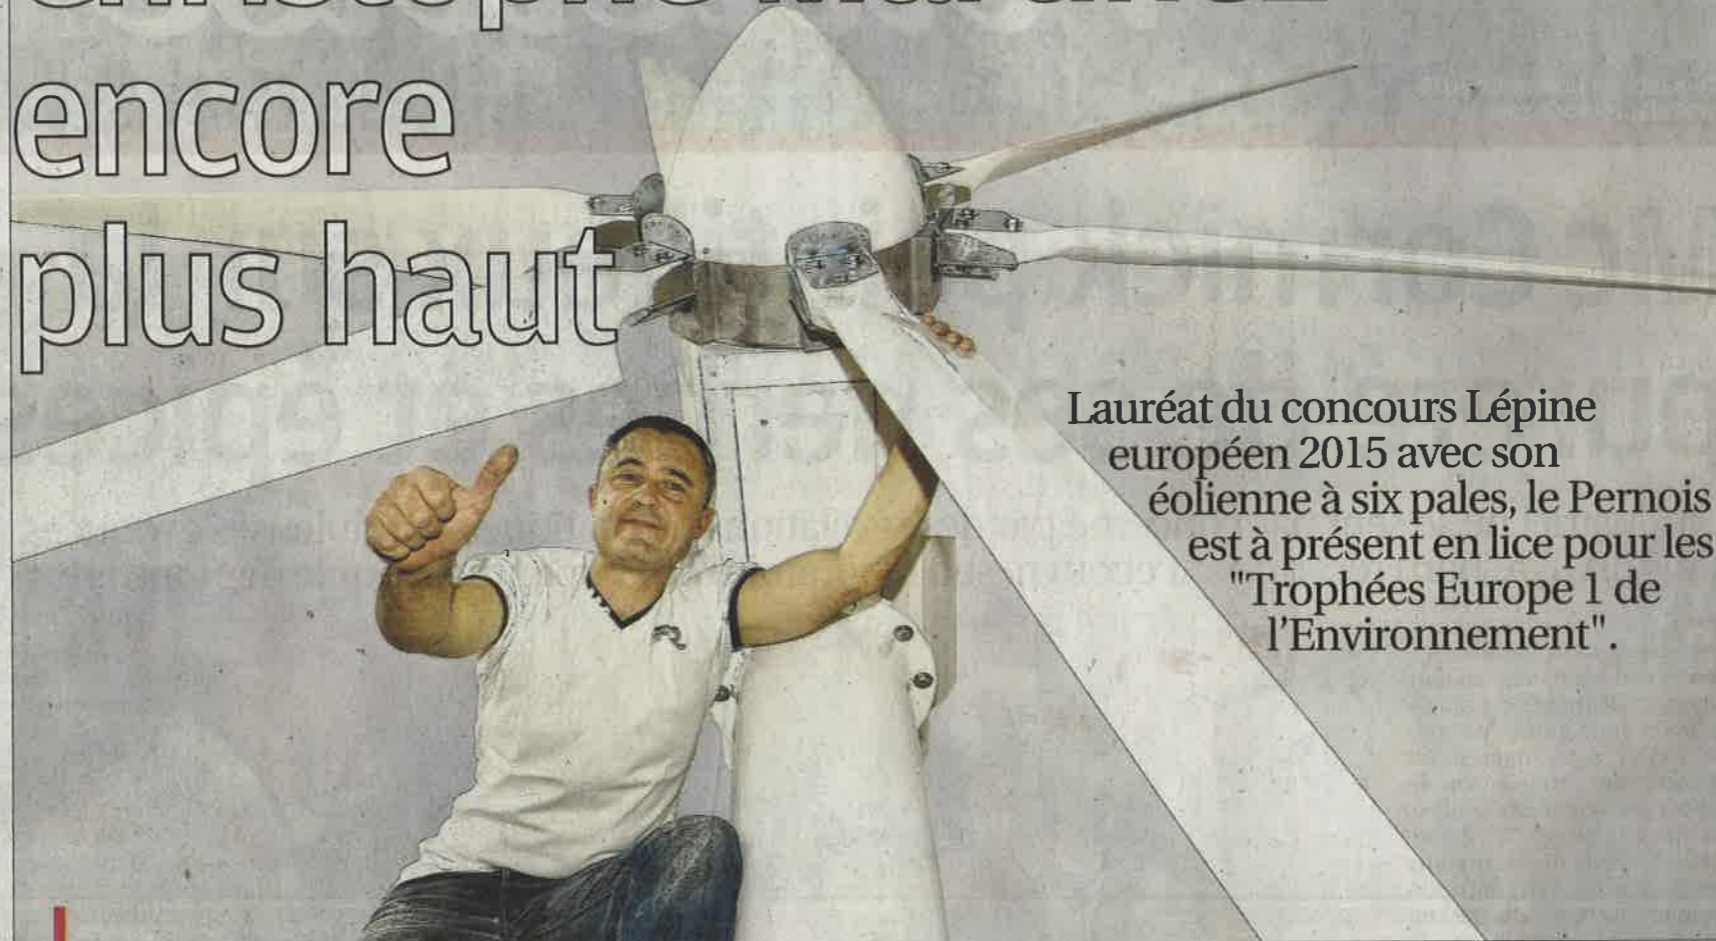 encore
plus haut
Lauréat du concours Lépine
européen 2015 avec son
éolienne à six pales, le Pernois
est à présent en lice pour les
"Trophées Europe 1 de
l'Environnement".